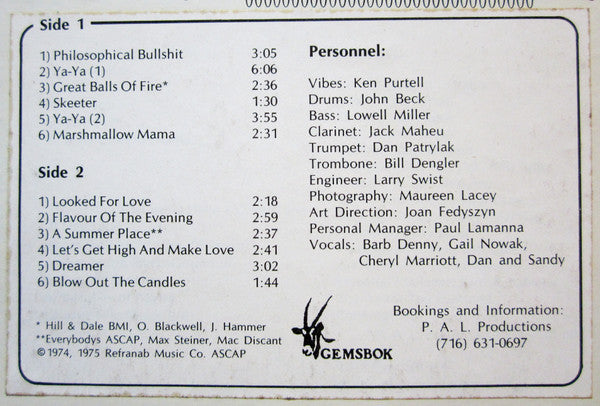 Side 1
1) Philosophical Bullshit 3:05
2) Ya-Ya (1) 6:06
3) Great Balls Of Fire* 2:36
4) Skeeter 1:30
5) Ya-Ya (2) 3:55
6) Marshmallow Mama 2:31
Side 2
1) Looked For Love 2:18
2) Flavour Of The Evening 2:59
3) A Summer Place** 2:37
4) Let's Get High And Make Love 2:41
5) Dreamer 3:02
6) Blow Out The Candles 1:44
* Hill & Dale BMI, O. Blackwell, J. Hammer
**Everybodys ASCAP, Max Steiner, Mac Discant
©1974, 1975 Refranab Music Co. ASCAP
Personnel:
Vibes: Ken Purtell
Drums: John Beck
Bass: Lowell Miller
Clarinet: Jack Maheu
Trumpet: Dan Patrylak
Trombone: Bill Dengler
Engineer: Larry Swist
Photography: Maureen Lacey
Art Direction: Joan Fedyszyn
Personal Manager: Paul Lamanna
Vocals: Barb Denny, Gail Nowak,
Cheryl Marriott, Dan and Sandy
GEMSBOK
Bookings and Information:
P. A. L. Productions
(716) 631-0697